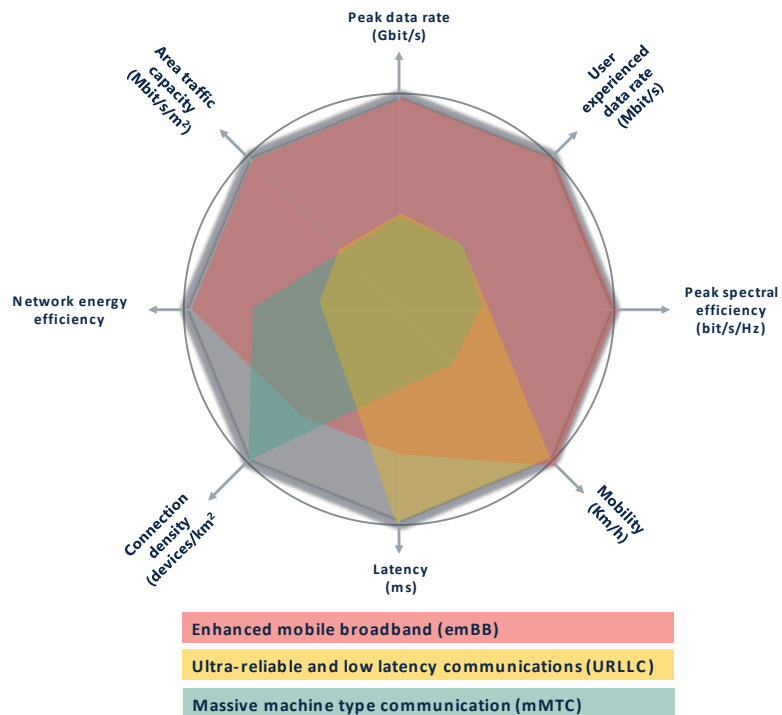 Peak data rate
(Gbit/s)
Area traffic
capacity
(Mbit/s/m²)
User
experienced
data rate
(Mbit/s)
Network energy
efficiency
Peak spectral
efficiency
(bit/s/Hz)
Connection
density
(devices/km²
Mobility
(Km/h)
Latency
(ms)
Enhanced mobile broadband (emBB)
Ultra-reliable and low latency communications (URLLC)
Massive machine type communication (mMTC)